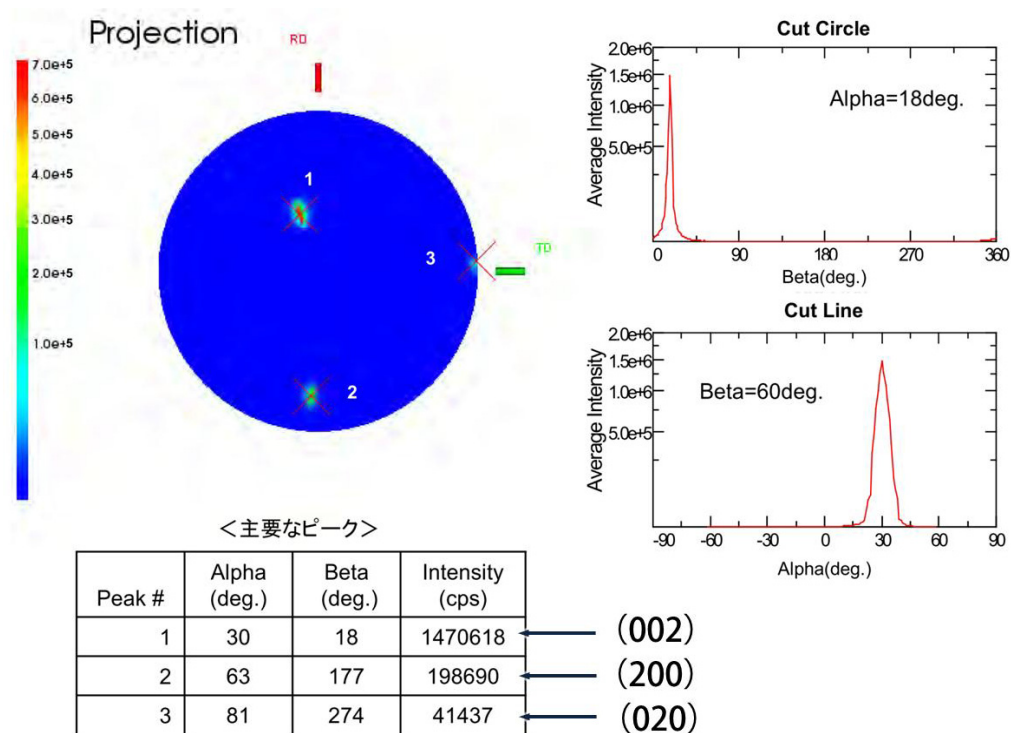 Projection
RD
7.0e+5
6.0e+5
5.0e+5
4.0e+5
3.0e+5
2.0e+5
1.0e+5
1
3
TD
2
Cut Circle
2.0e+6
1.5e+6
1.0e+6
5.0e+5
Average Intensity
Alpha=18deg.
0 90 180 270 360
Beta(deg.)
Cut Line
2.0e+6
1.5e+6
1.0e+6
5.0e+5
Average Intensity
Beta=60deg.
-90 -60 -30 0 30 60 90
Alpha(deg.)
<主要なピーク>
Peak # Alpha (deg.) Beta (deg.) Intensity (cps)
1 30 18 1470618 (002)
2 63 177 198690 (200)
3 81 274 41437 (020)